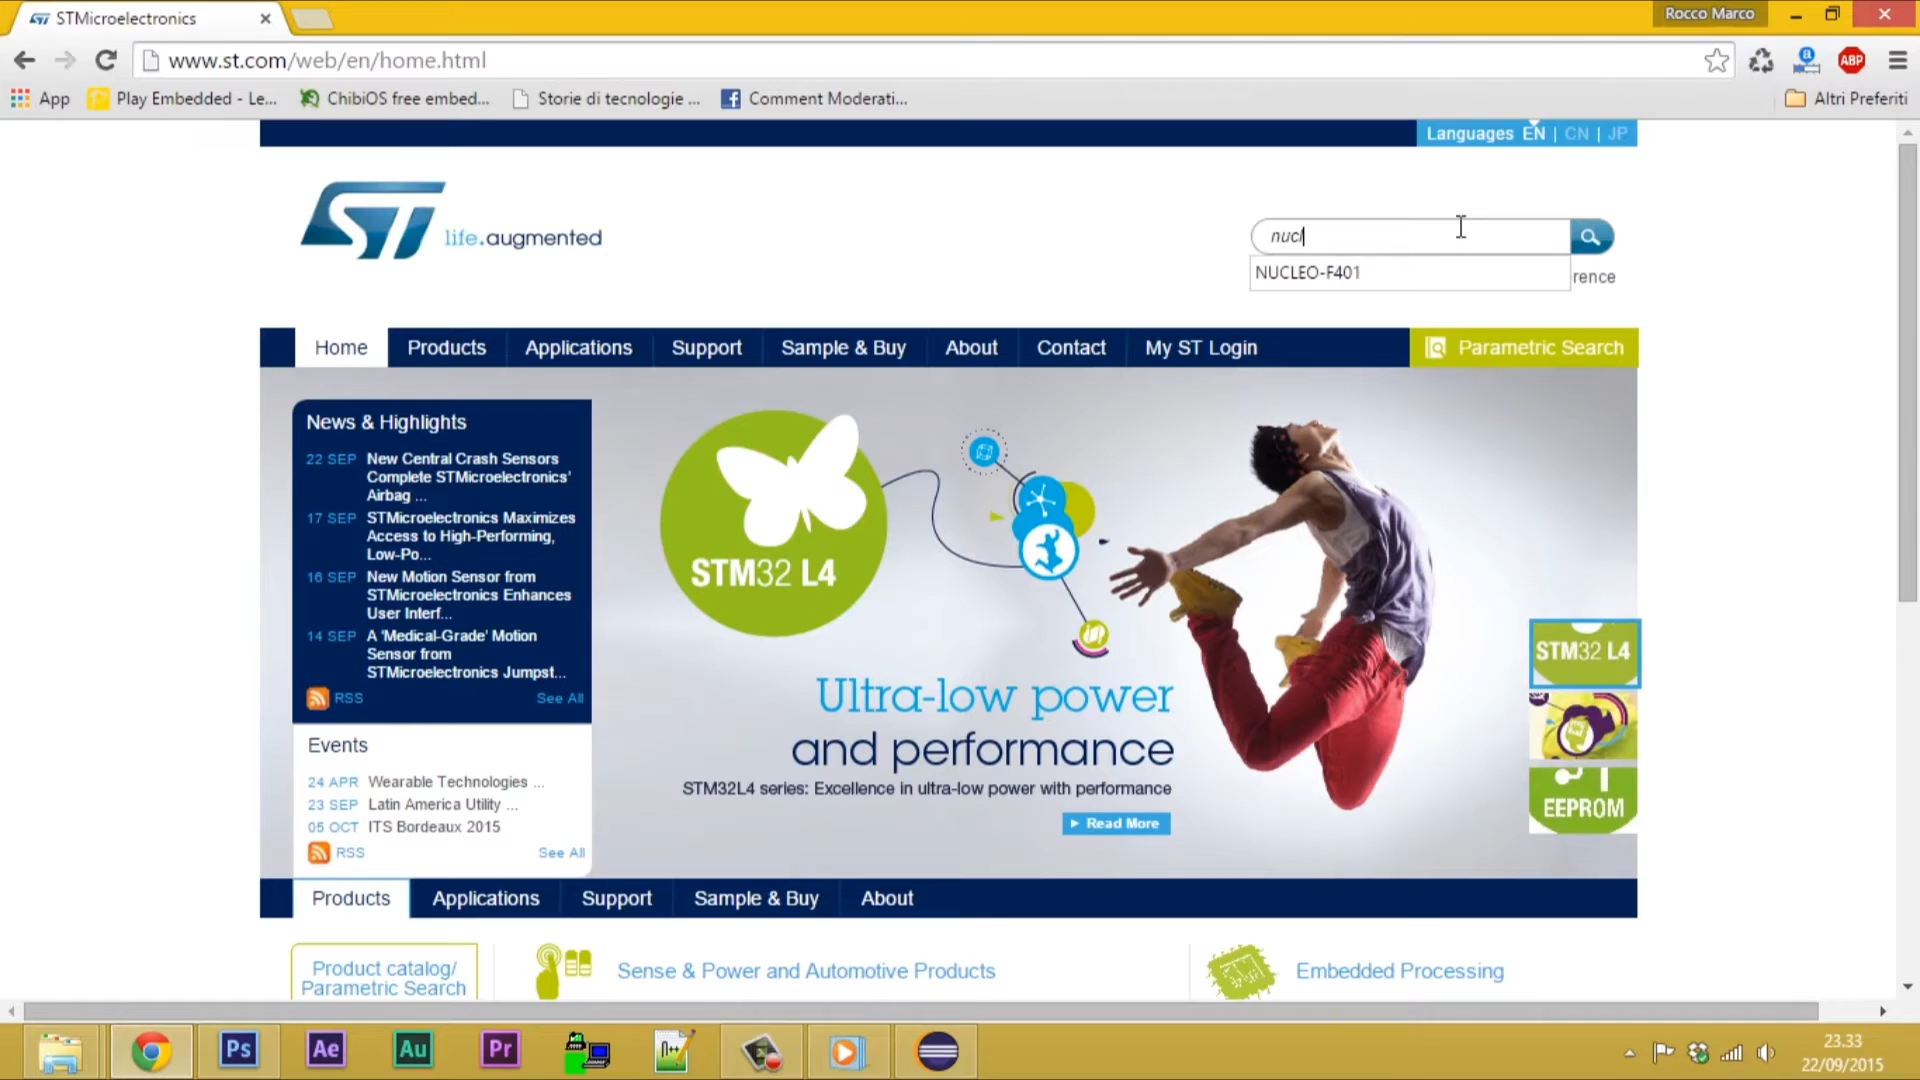 STMicroelectronics
Rocco Marco
www.st.com/web/en/home.html
ABP
App
Play Embedded - Le...
ChibiOS free embed...
Storie di tecnologie ...
Comment Moderati...
Altri Preferiti
Languages EN | CN | JP
ST life.augmented
nucl
NUCLEO-F401
rence
Home
Products
Applications
Support
Sample & Buy
About
Contact
My ST Login
Parametric Search
News & Highlights
22 SEP New Central Crash Sensors
Complete STMicroelectronics'
Airbag ...
17 SEP STMicroelectronics Maximizes
Access to High-Performing,
Low-Po...
16 SEP New Motion Sensor from
STMicroelectronics Enhances
User Interf...
14 SEP A 'Medical-Grade' Motion
Sensor from
STMicroelectronics Jumpst...
RSS See All
Events
24 APR Wearable Technologies ...
23 SEP Latin America Utility ...
05 OCT ITS Bordeaux 2015
RSS See All
STM32 L4
Ultra-low power
and performance
STM32L4 series: Excellence in ultra-low power with performance
Read More
STM32 L4
EEPROM
Products
Applications
Support
Sample & Buy
About
Product catalog/
Parametric Search
Sense & Power and Automotive Products
Embedded Processing
Ps
Ae
Au
Pr
23.33
22/09/2015